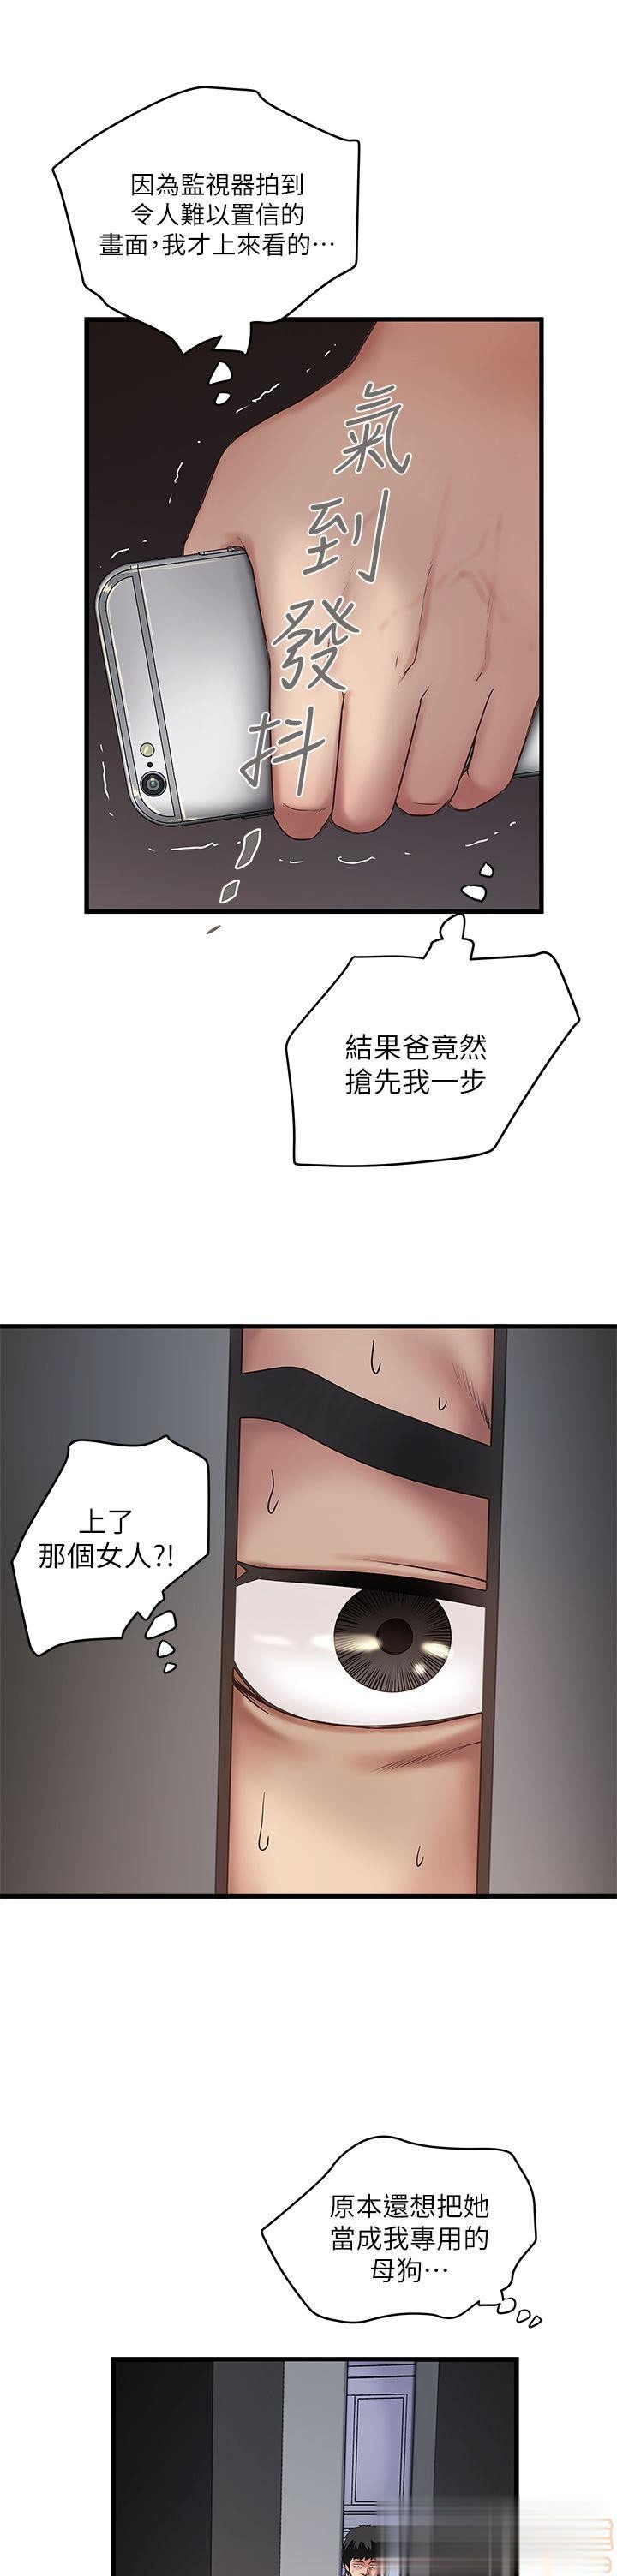 因為監視器拍到
令人難以置信的
畫面，我才上來看的…
氣到發抖
結果爸竟然
搶先我一步
上了
那個女人?!
原本還想把她
當成我專用的
母狗…